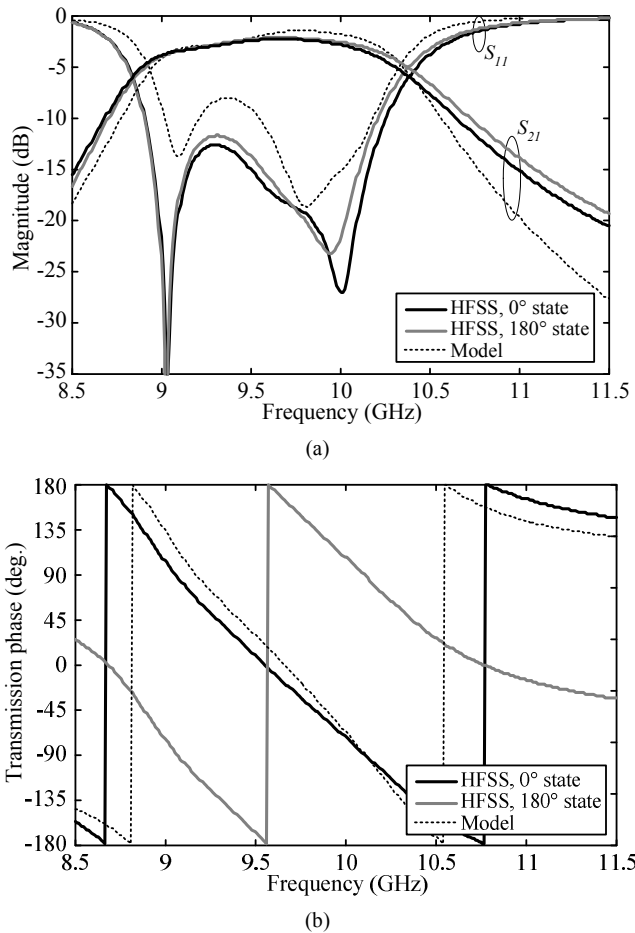 0
-5
-10
-15
-20
-25
-30
-35
Magnitude (dB)
S11
S21
HFSS, 0° state
HFSS, 180° state
Model
8.5 9 9.5 10 10.5 11 11.5
Frequency (GHz)
(a)
180
135
90
45
0
-45
-90
-135
-180
Transmission phase (deg.)
HFSS, 0° state
HFSS, 180° state
Model
8.5 9 9.5 10 10.5 11 11.5
Frequency (GHz)
(b)